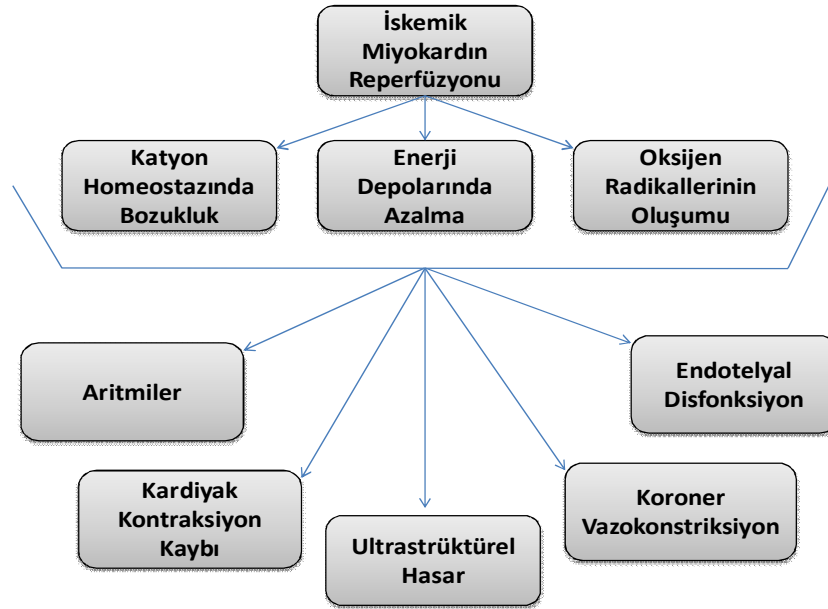 İskemik
Miyokardın
Reperfüzyonu
Katyon
Homeostazında
Bozukluk
Enerji
Depolarında
Azalma
Oksijen
Radikallerinin
Oluşumu
Aritmiler
Endotelyal
Disfonksiyon
Kardiyak
Kontraksiyon
Kaybı
Ultrastrüktürel
Hasar
Koroner
Vazokonstriksiyon